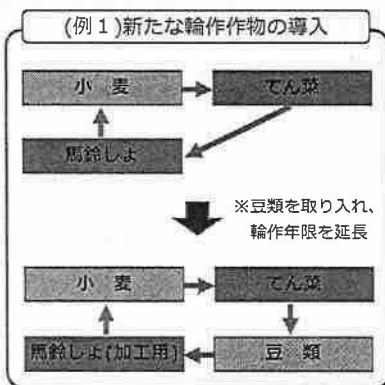 (例1)新たな輪作作物の導入
小 麦
てん菜
馬鈴しょ
※豆類を取り入れ、
輪作年限を延長
小 麦
てん菜
馬鈴しょ(加工用)
豆 類